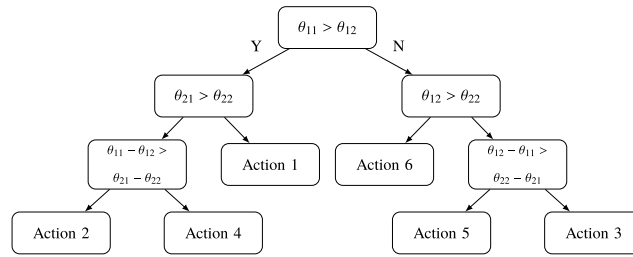 θ₁₁ > θ₁₂
Y
N
θ₂₁ > θ₂₂
θ₁₂ > θ₂₂
θ₁₁ − θ₁₂ >
θ₂₁ − θ₂₂
Action 1
Action 6
θ₁₂ − θ₁₁ >
θ₂₂ − θ₂₁
Action 2
Action 4
Action 5
Action 3